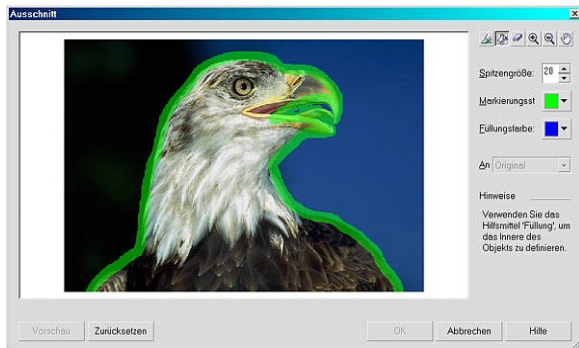 Ausschnitt
Spitzengröße: 20
Markierungsst
Füllungsfarbe:
An Original
Hinweise
Verwenden Sie das
Hilfsmittel 'Füllung', um
das Innere des
Objekts zu definieren.
Vorschau Zurücksetzen OK Abbrechen Hilfe